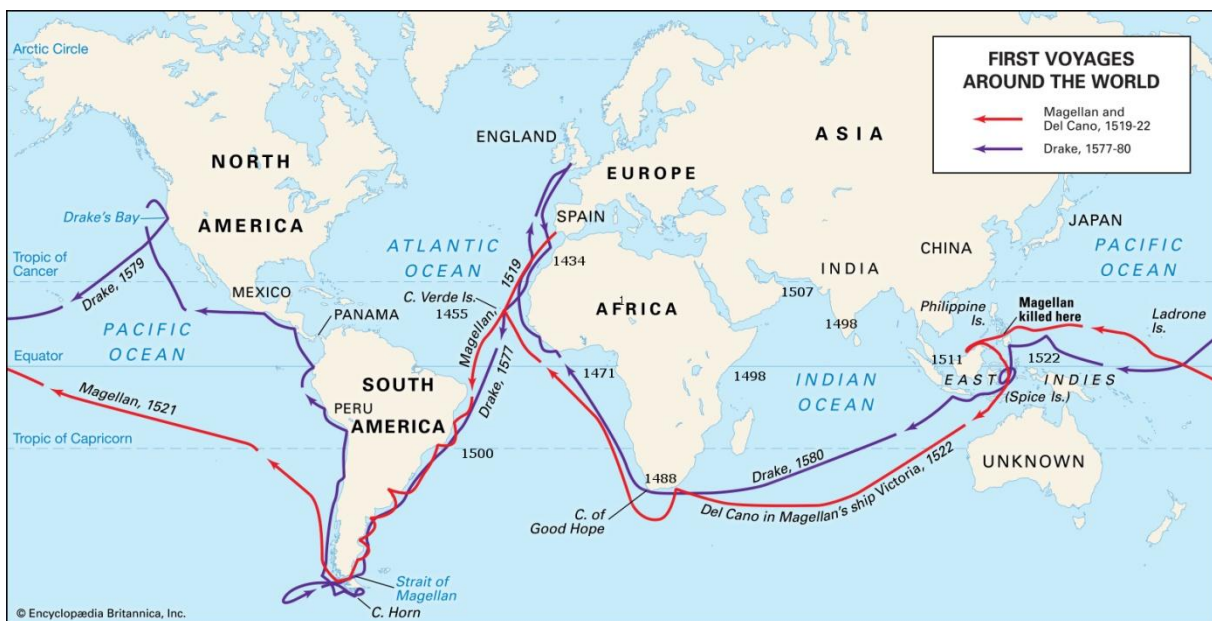 FIRST VOYAGES
AROUND THE WORLD
Magellan and
Del Cano, 1519-22
Drake, 1577-80
Arctic Circle
ENGLAND
ASIA
NORTH
AMERICA
EUROPE
Drake's Bay
SPAIN
JAPAN
ATLANTIC
OCEAN
CHINA
PACIFIC
OCEAN
Tropic of
Cancer
1434
INDIA
Drake, 1579
MEXICO
1519
Magellan,
C. Verde Is.
1455
AFRICA
1
1507
1498
Philippine
Is.
Magellan
killed here
Ladrone
Is.
PANAMA
PACIFIC
OCEAN
Equator
Drake, 1577
1471
1498
INDIAN
OCEAN
1511
1522
EAST INDIES
(Spice Is.)
Magellan, 1521
SOUTH
AMERICA
PERU
Tropic of Capricorn
1500
1488
Drake, 1580
Del Cano in Magellan's ship Victoria, 1522
UNKNOWN
C. of
Good Hope
Strait of
Magellan
C. Horn
© Encyclopædia Britannica, Inc.